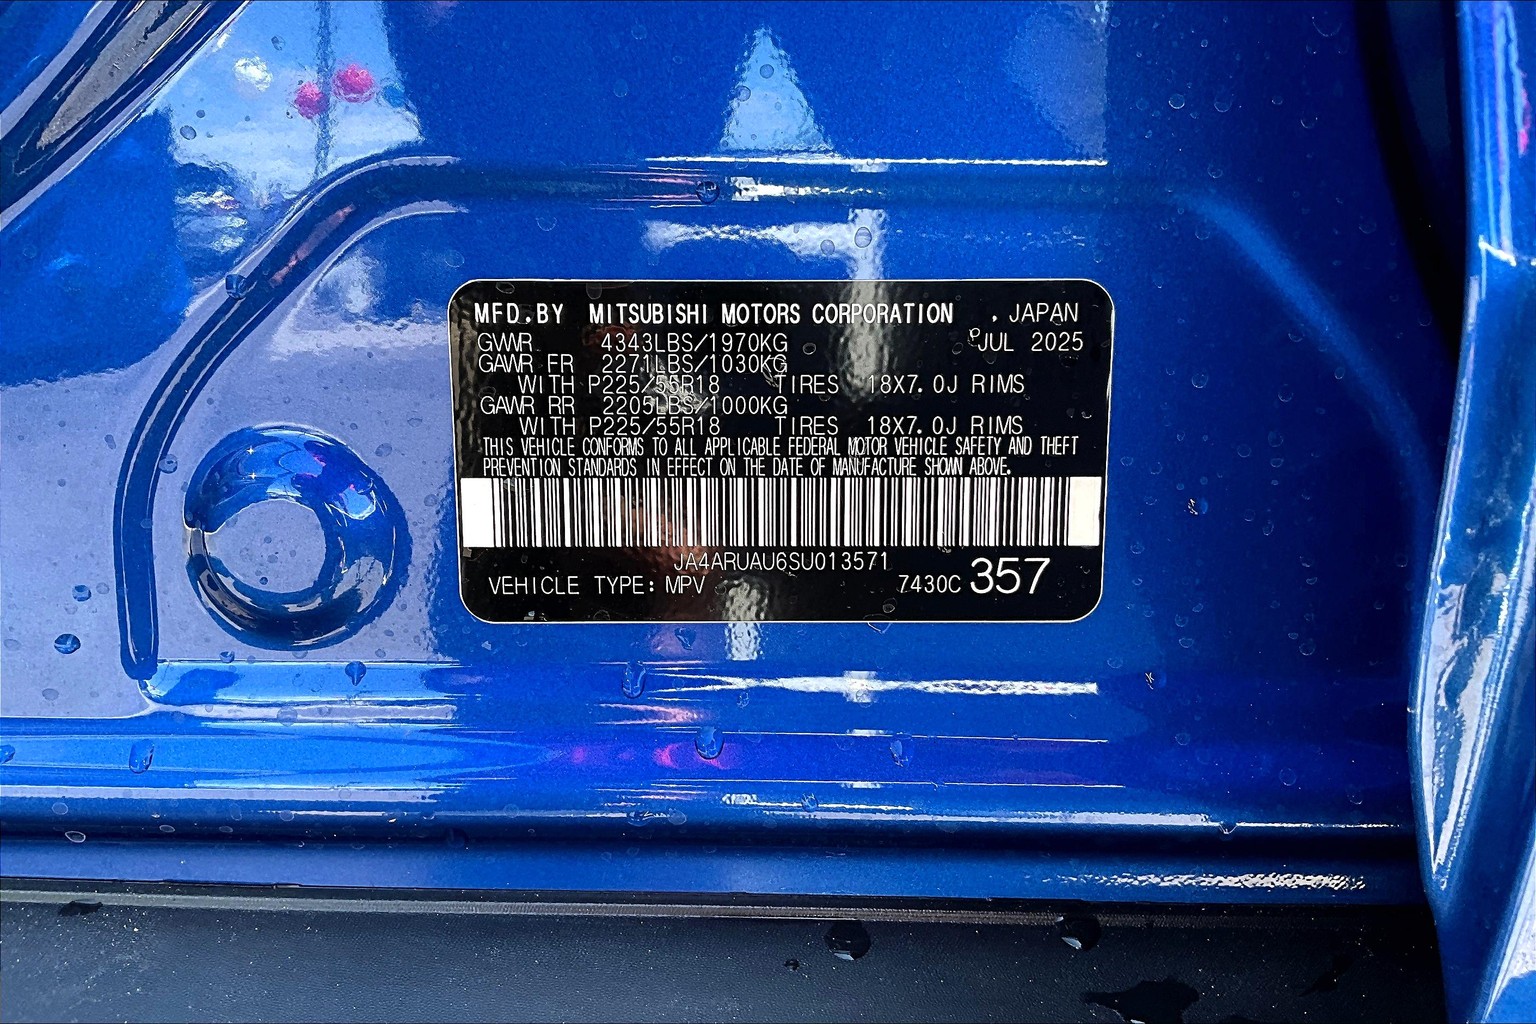 MFD.BY MITSUBISHI MOTORS CORPORATION , JAPAN
GVWR 4343LBS/1970KG JUL 2025
GAWR FR 2271LBS/1030KG
WITH P225/55R18 TIRES 18X7.0J RIMS
GAWR RR 2205LBS/1000KG
WITH P225/55R18 TIRES 18X7.0J RIMS
THIS VEHICLE CONFORMS TO ALL APPLICABLE FEDERAL MOTOR VEHICLE SAFETY AND THEFT
PREVENTION STANDARDS IN EFFECT ON THE DATE OF MANUFACTURE SHOWN ABOVE.
JA4ARUAU6SU013571
VEHICLE TYPE: MPV 7430C 357